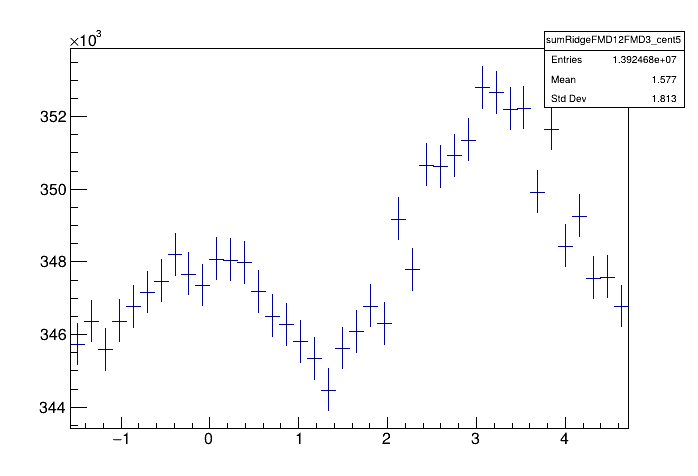 ×10³
sumRidgeFMD12FMD3_cent5
Entries 1.392468e+07
Mean 1.577
Std Dev 1.813
352
350
348
346
344
−1 0 1 2 3 4